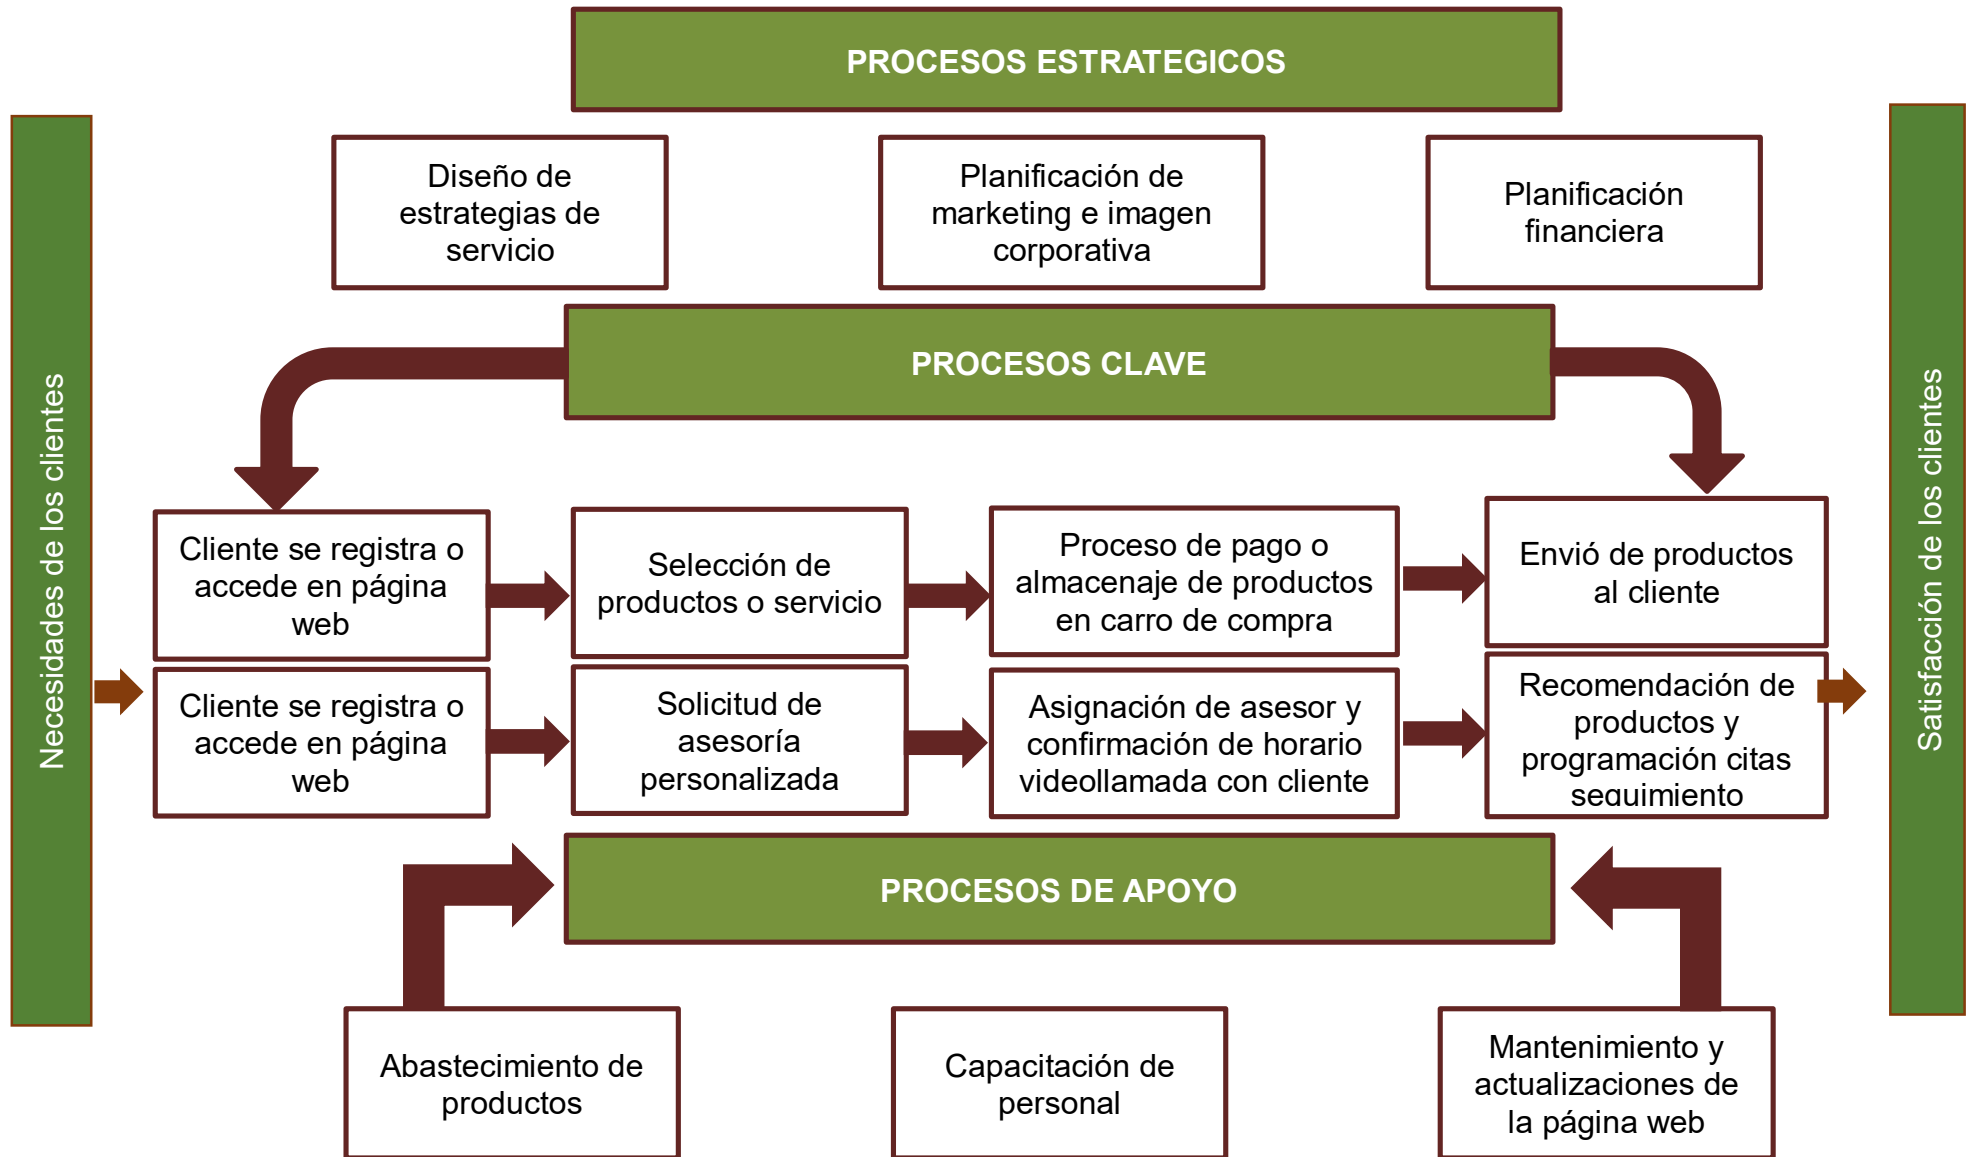 PROCESOS ESTRATEGICOS
Diseño de
estrategias de
servicio
Planificación de
marketing e imagen
corporativa
Planificación
financiera
Necesidades de los clientes
PROCESOS CLAVE
Satisfacción de los clientes
Cliente se registra o
accede en página
web
Selección de
productos o servicio
Proceso de pago o
almacenaje de productos
en carro de compra
Envió de productos
al cliente
Cliente se registra o
accede en página
web
Solicitud de
asesoría
personalizada
Asignación de asesor y
confirmación de horario
videollamada con cliente
Recomendación de
productos y
programación citas
seguimiento
PROCESOS DE APOYO
Abastecimiento de
productos
Capacitación de
personal
Mantenimiento y
actualizaciones de
la página web